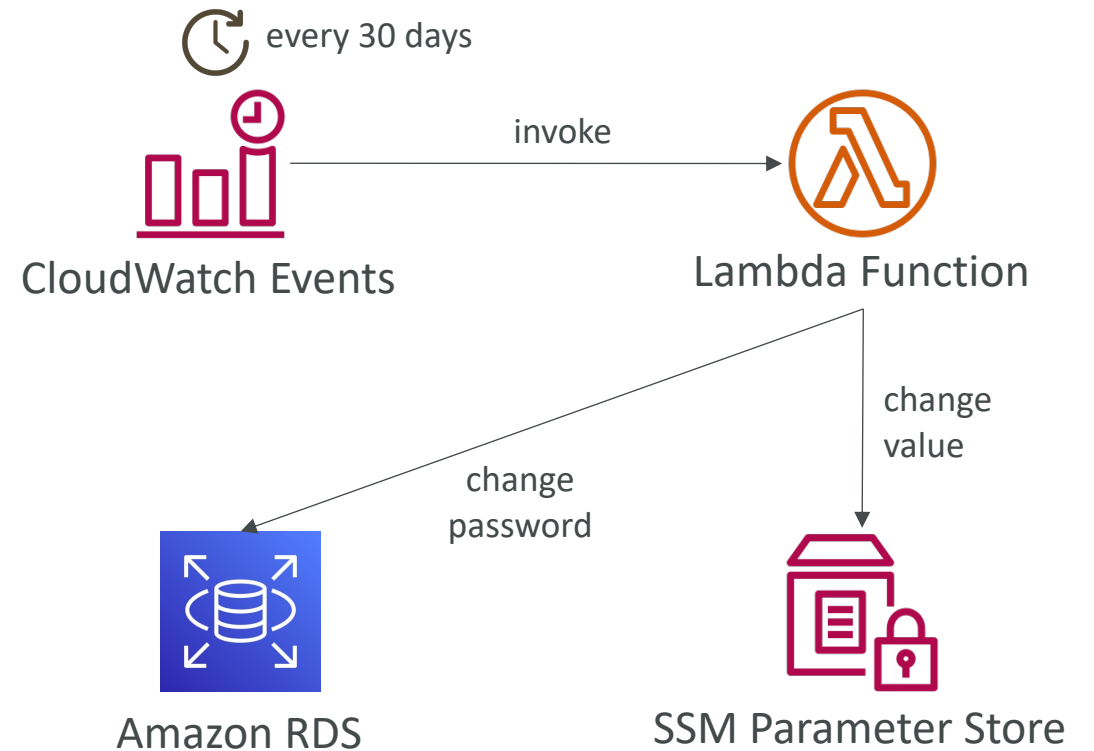 every 30 days
invoke
CloudWatch Events
Lambda Function
change
value
change
password
Amazon RDS
SSM Parameter Store